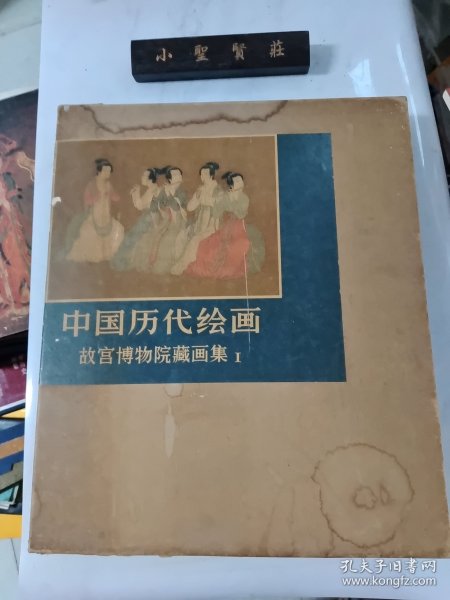 小聖賢莊
中国历代绘画
故宫博物院藏画集 I
孔夫子旧书网
www.kongfz.com